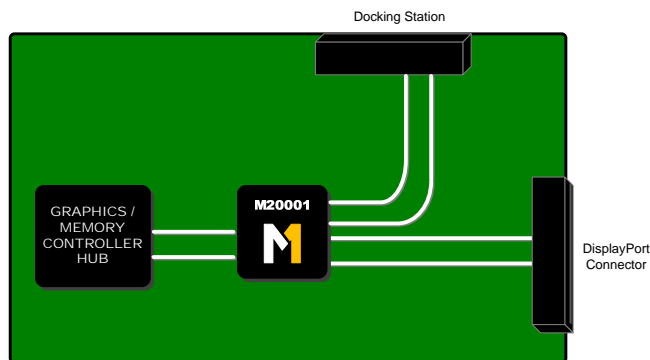 Docking Station
M20001
GRAPHICS /
MEMORY
CONTROLLER
HUB
DisplayPort
Connector